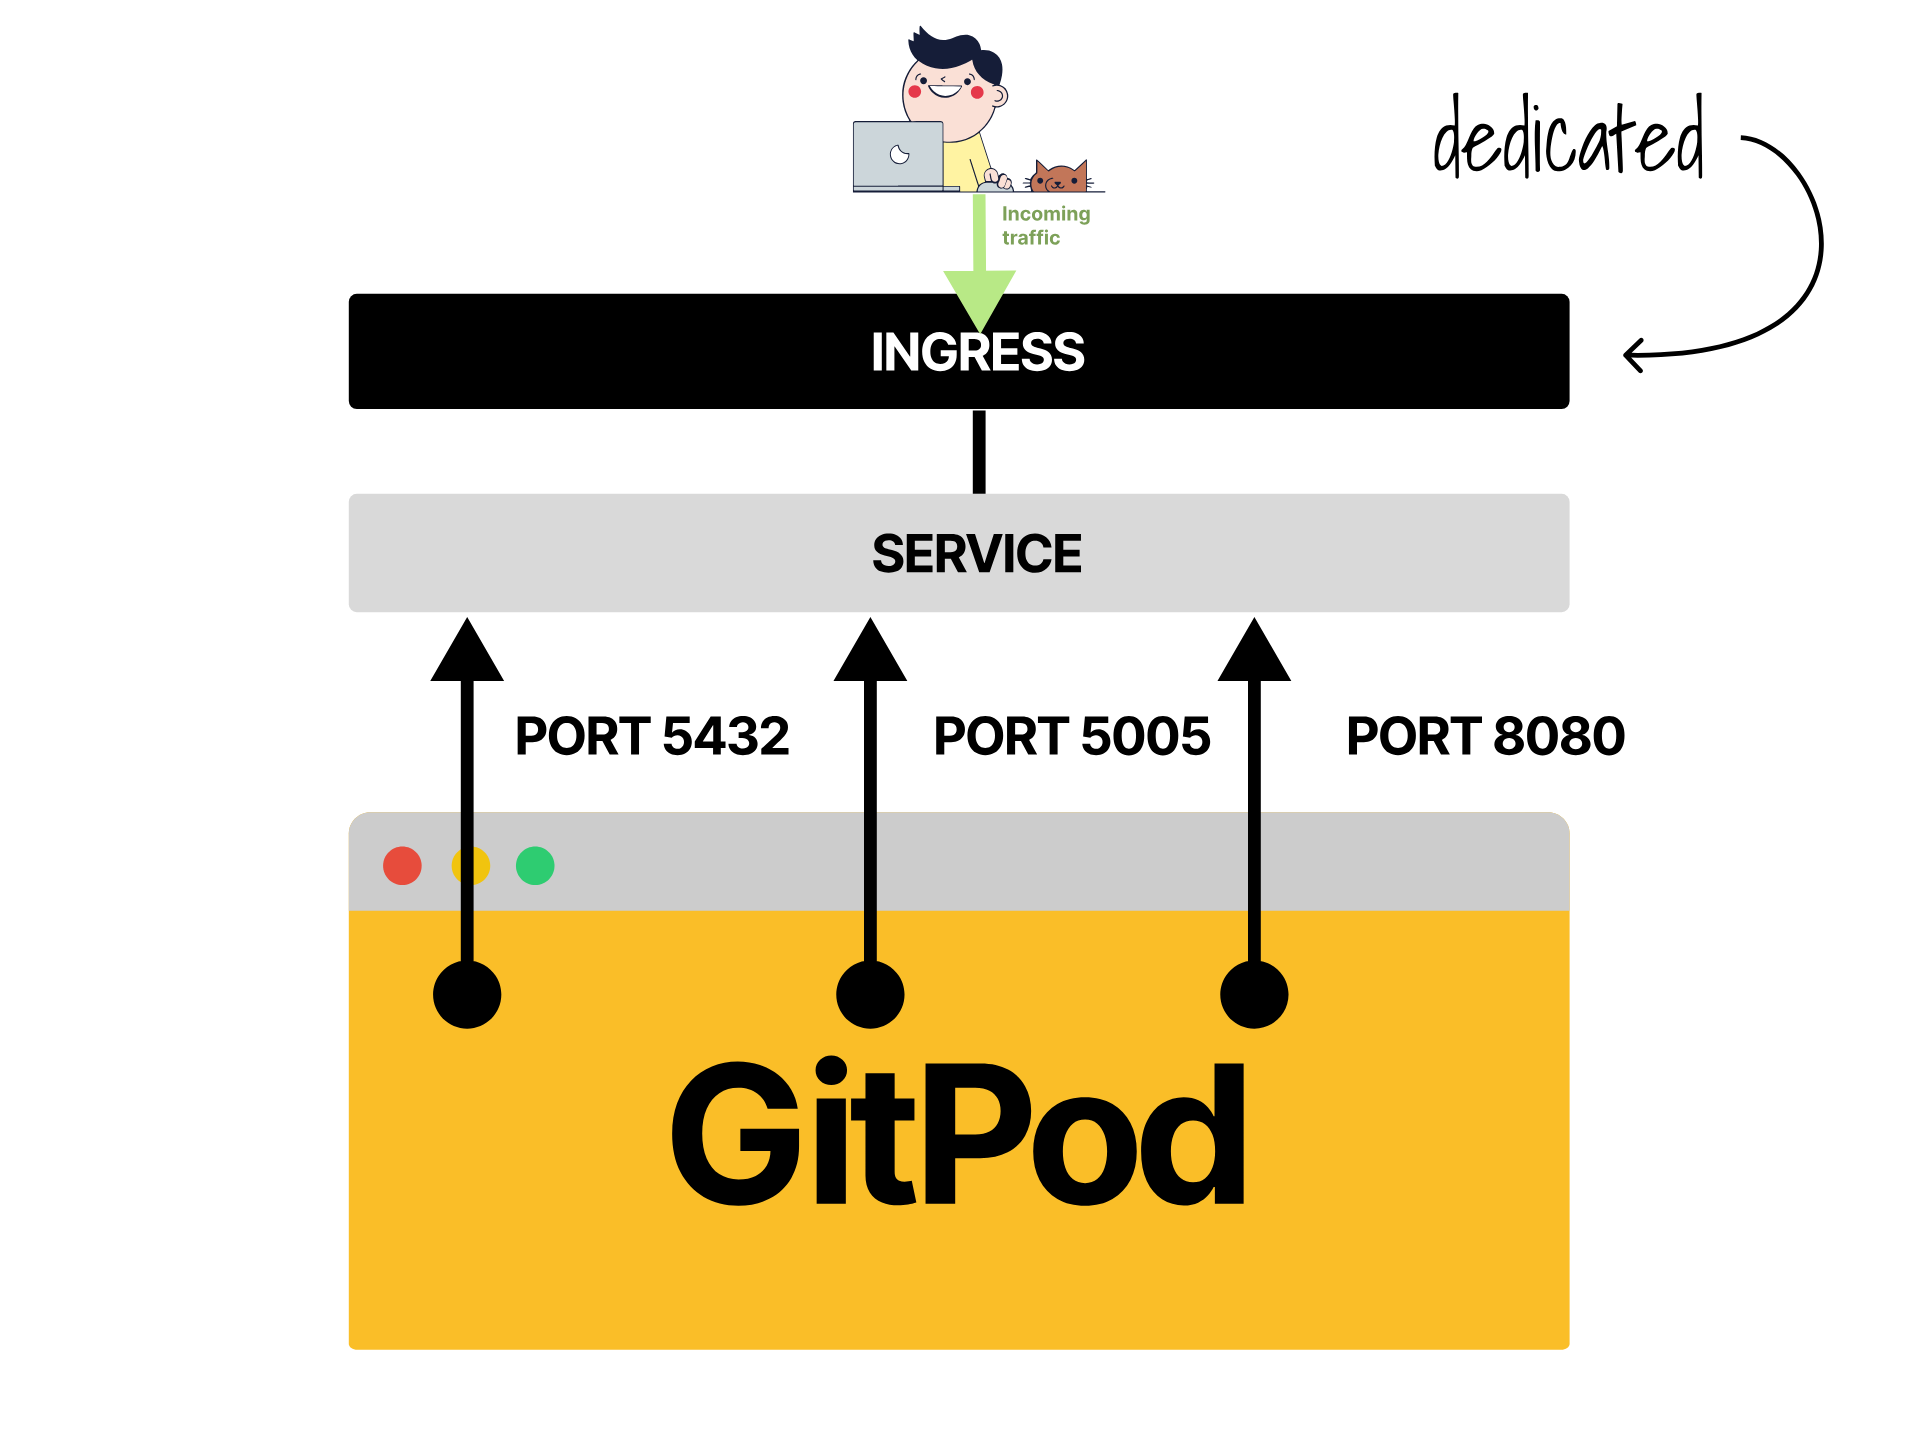 dedicated
Incoming
traffic
INGRESS
SERVICE
PORT 5432
PORT 5005
PORT 8080
GitPod